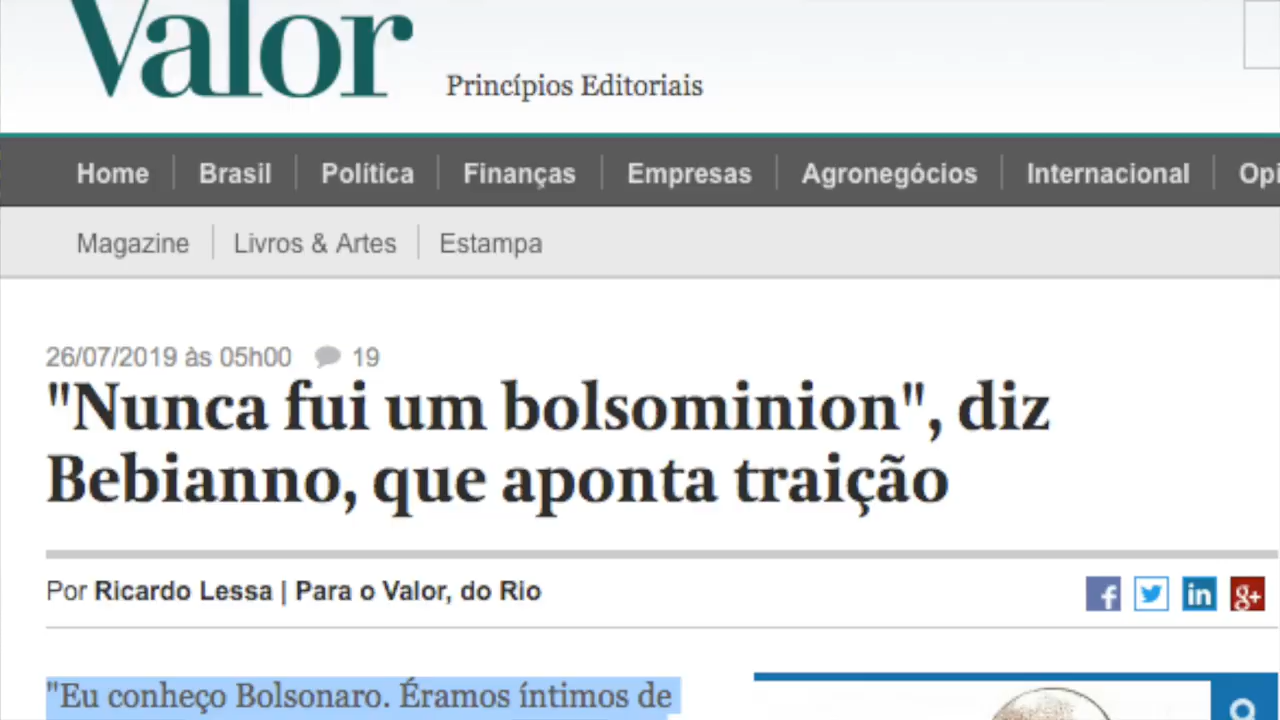 Valor
Princípios Editoriais
Home Brasil Política Finanças Empresas Agronegócios Internacional
Magazine Livros & Artes Estampa
26/07/2019 às 05h00 19
"Nunca fui um bolsominion", diz
Bebianno, que aponta traição
Por Ricardo Lessa | Para o Valor, do Rio
f in g+
"Eu conheço Bolsonaro. Éramos íntimos de